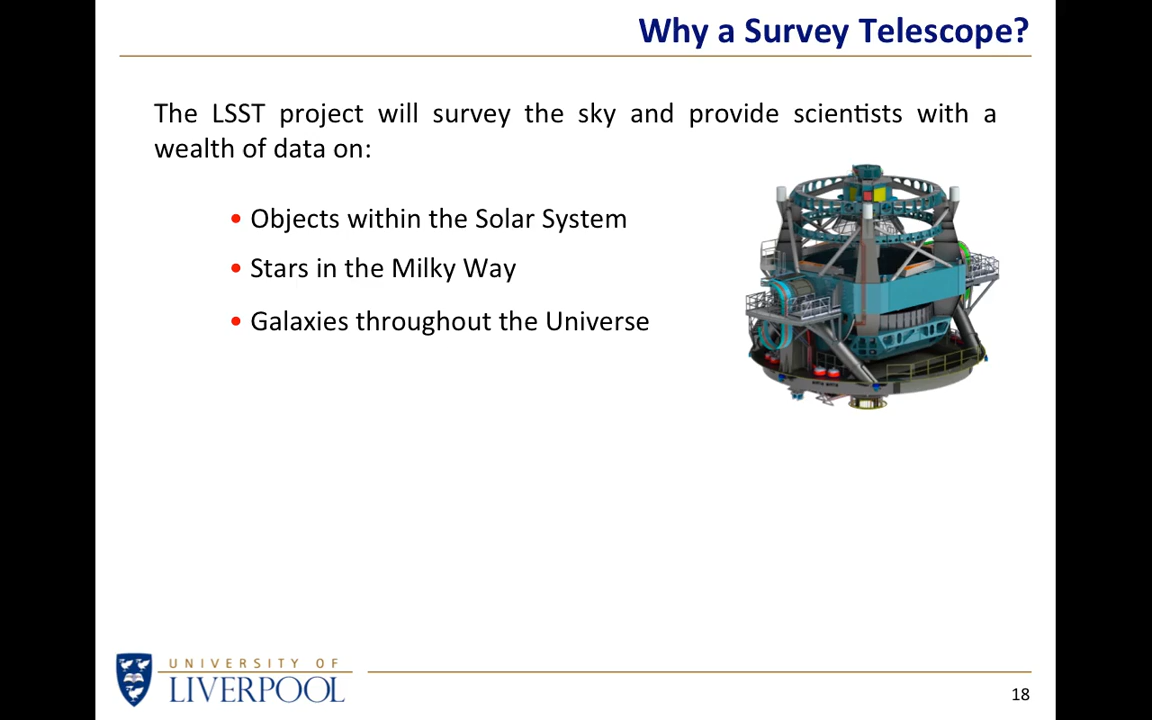 Why a Survey Telescope?
The LSST project will survey the sky and provide scientists with a
wealth of data on:
• Objects within the Solar System
• Stars in the Milky Way
• Galaxies throughout the Universe
UNIVERSITY OF
LIVERPOOL
18